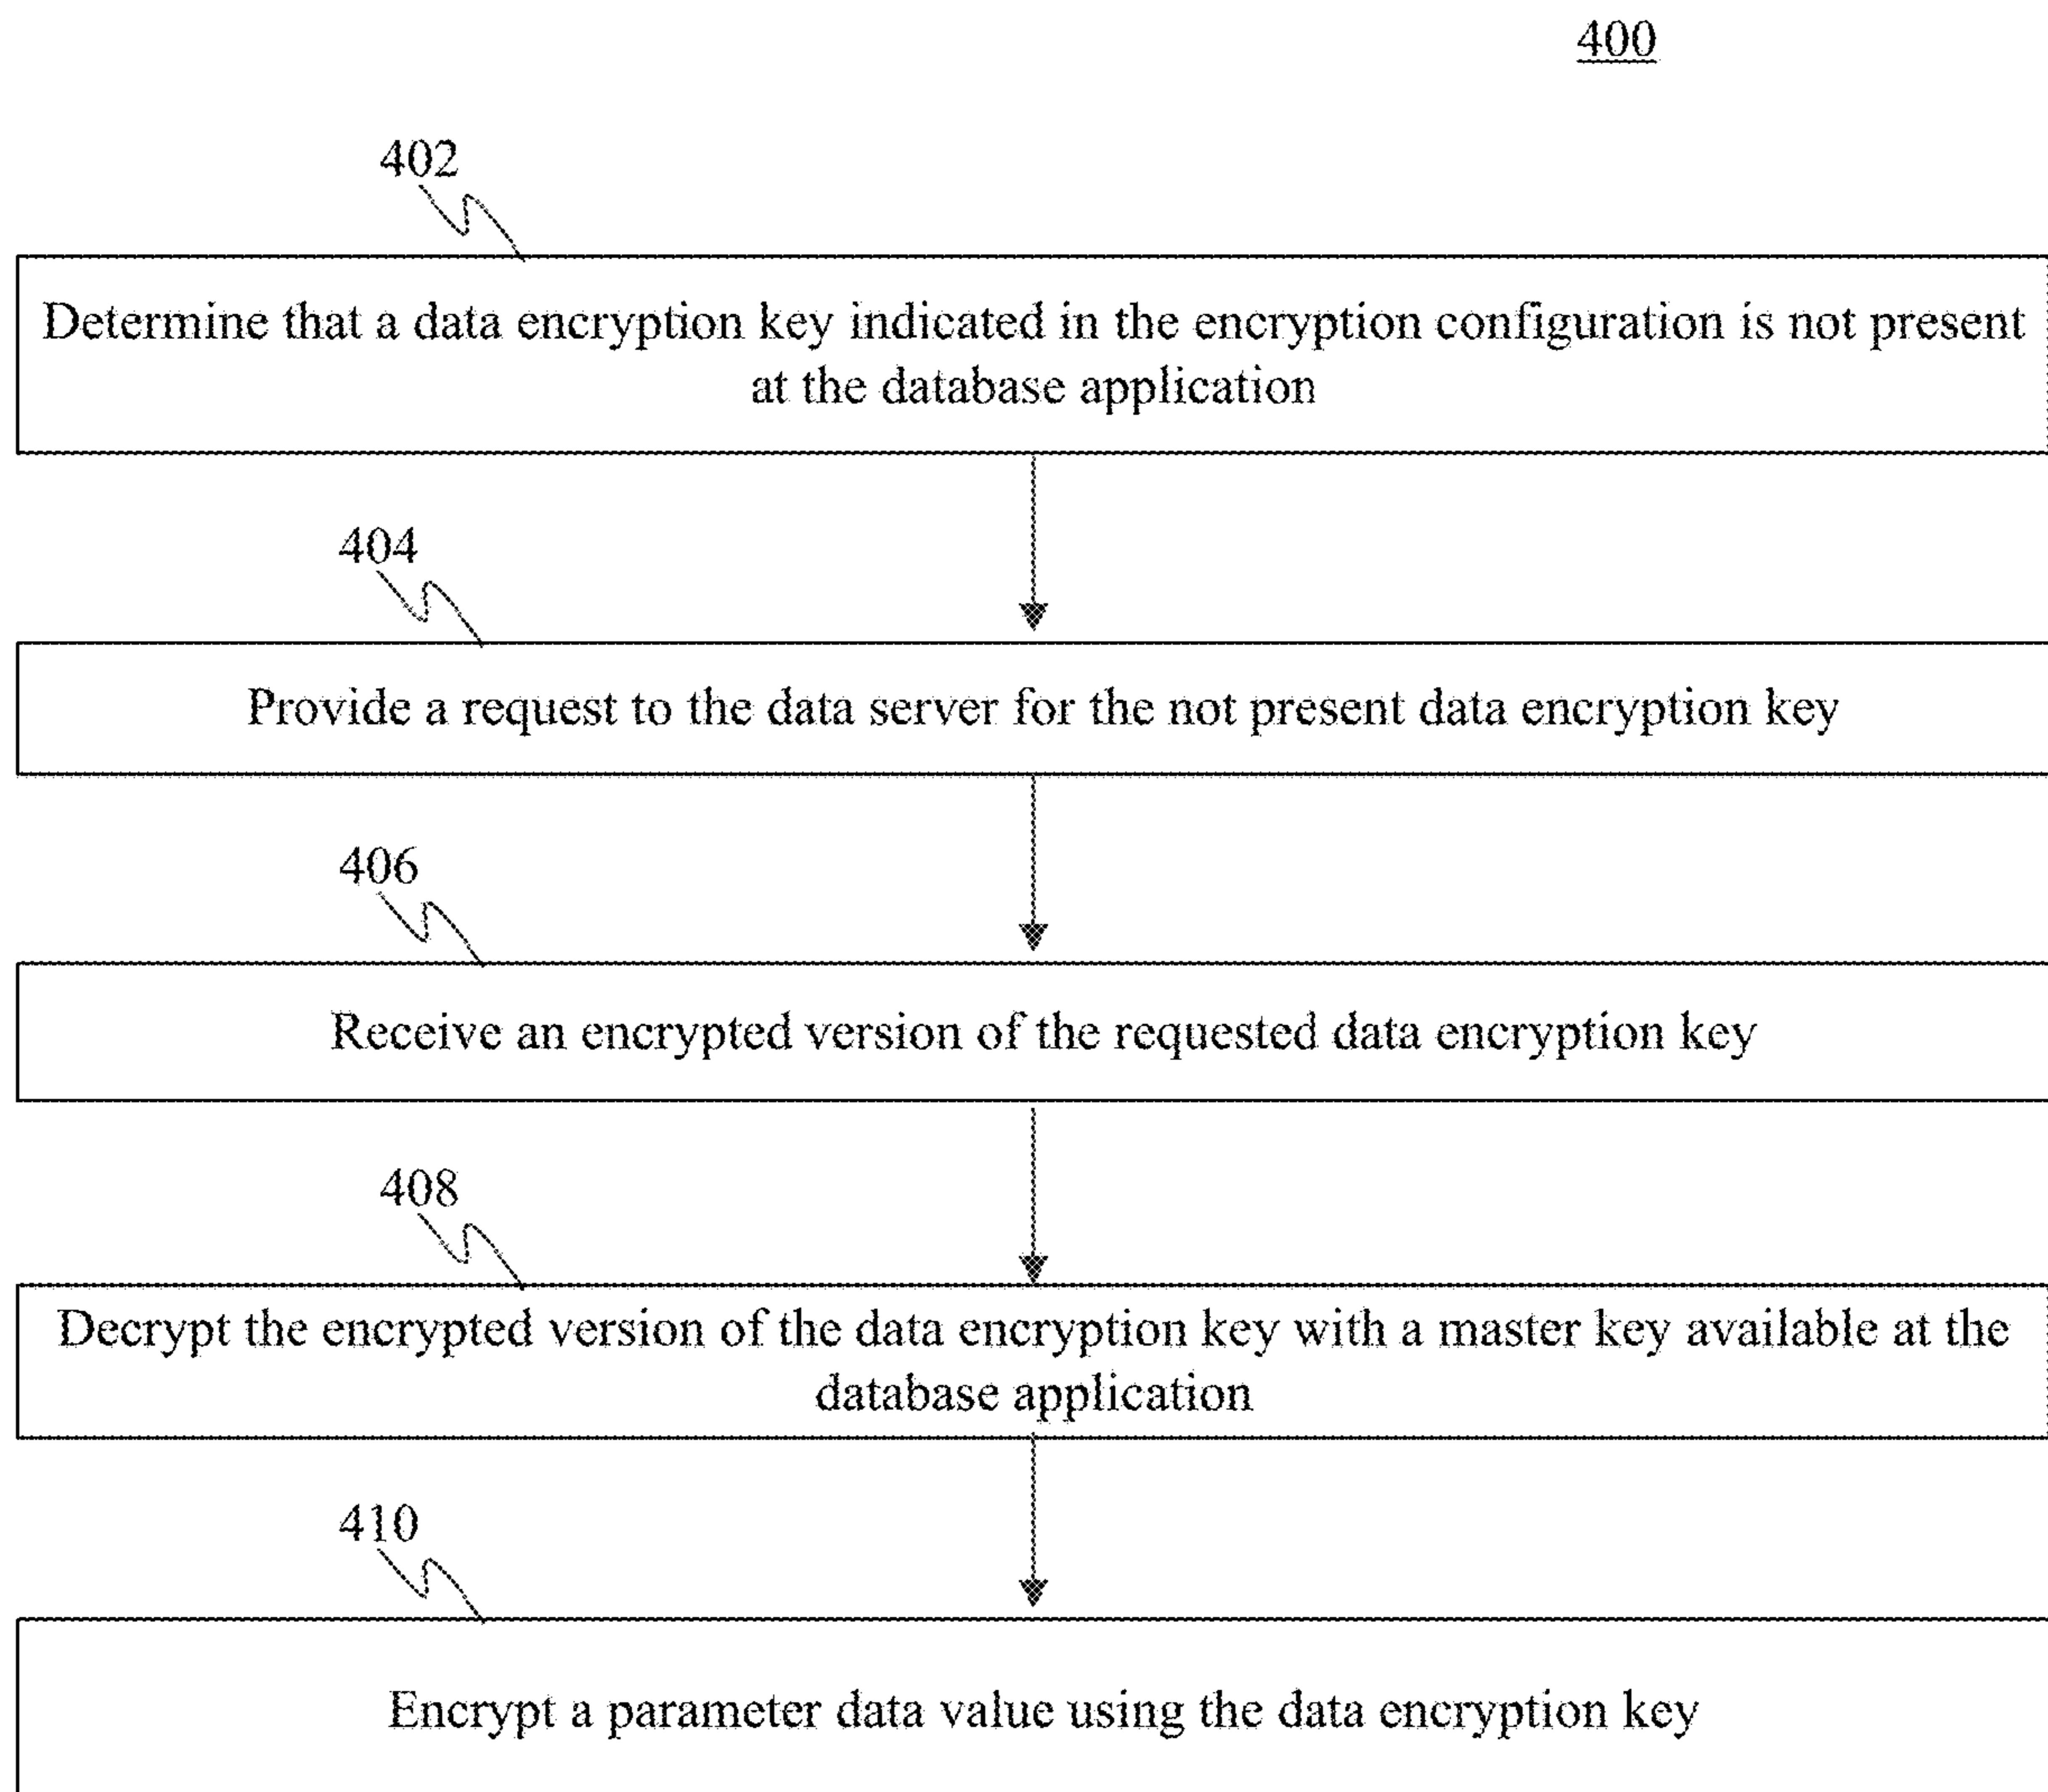 400
402
Determine that a data encryption key indicated in the encryption configuration is not present
at the database application
404
Provide a request to the data server for the not present data encryption key
406
Receive an encrypted version of the requested data encryption key
408
Decrypt the encrypted version of the data encryption key with a master key available at the
database application
410
Encrypt a parameter data value using the data encryption key